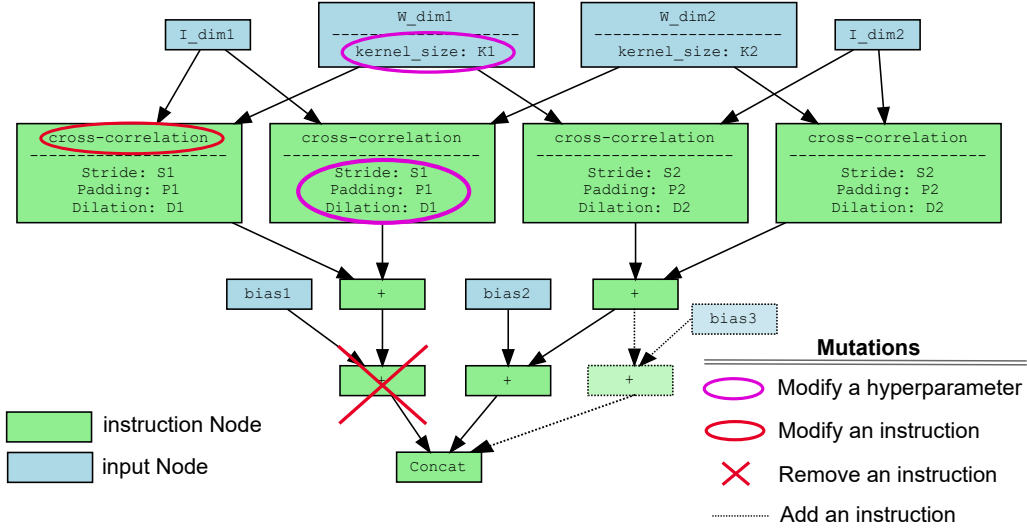 I_dim1
W_dim1
kernel_size: K1
W_dim2
kernel_size: K2
I_dim2
cross-correlation
Stride: S1
Padding: P1
Dilation: D1
cross-correlation
Stride: S1
Padding: P1
Dilation: D1
cross-correlation
Stride: S2
Padding: P2
Dilation: D2
cross-correlation
Stride: S2
Padding: P2
Dilation: D2
bias1
+
bias2
+
bias3
+
+
+
Concat
instruction Node
input Node
Mutations
Modify a hyperparameter
Modify an instruction
Remove an instruction
Add an instruction